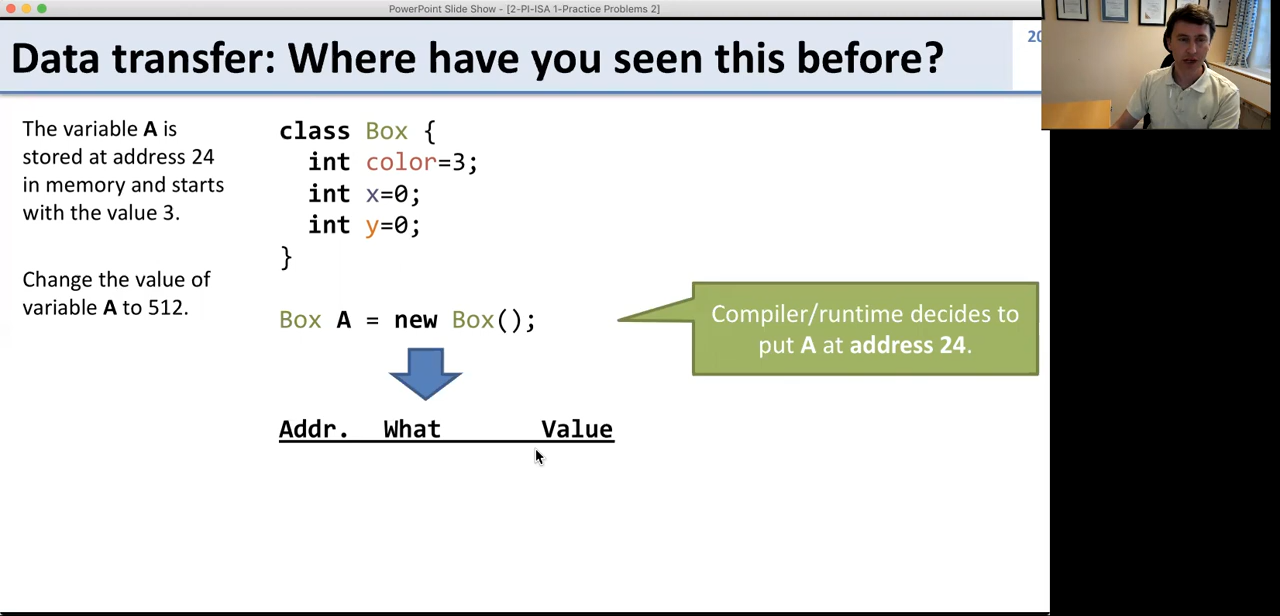 PowerPoint Slide Show - [2-PI-ISA 1-Practice Problems 2]
Data transfer: Where have you seen this before?
20
The variable A is
stored at address 24
in memory and starts
with the value 3.
Change the value of
variable A to 512.
class Box {
int color=3;
int x=0;
int y=0;
}
Box A = new Box();
Compiler/runtime decides to
put A at address 24.
Addr. What Value